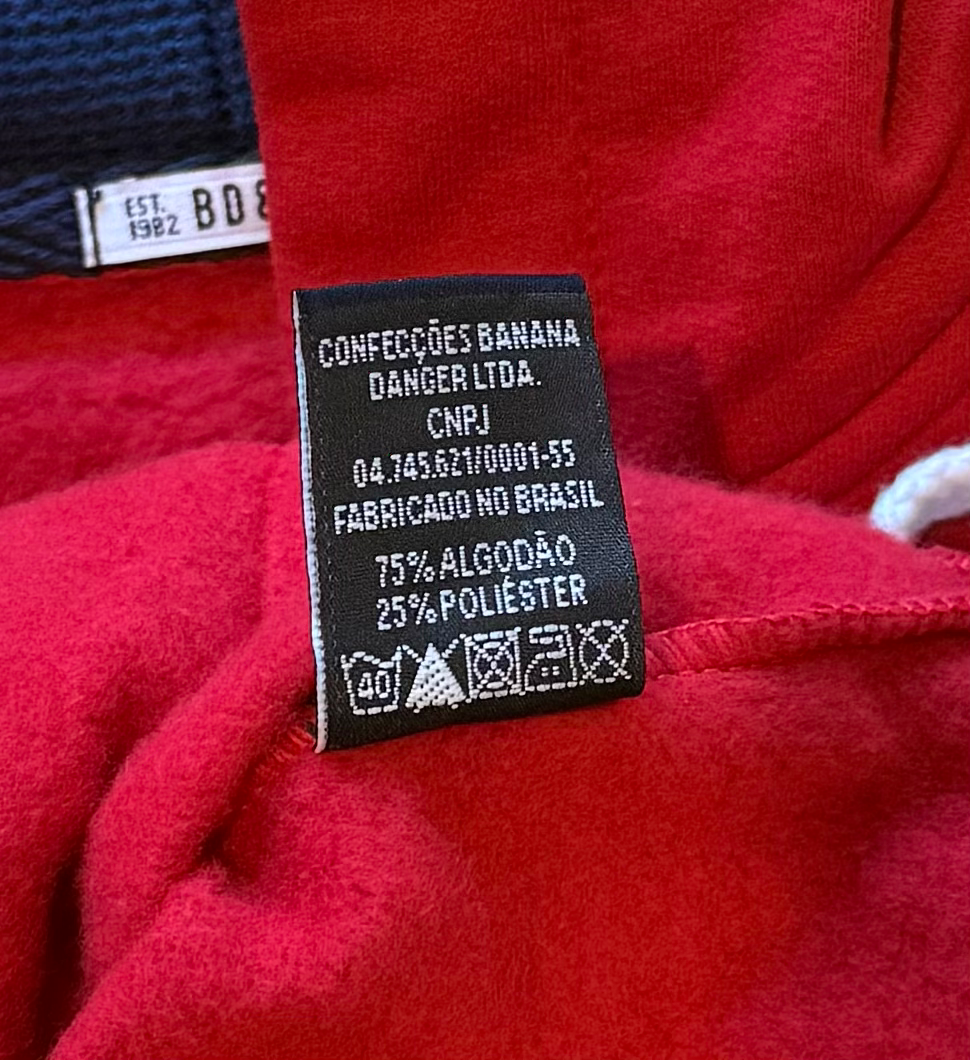 EST.
1982
BD&
CONFECÇÕES BANANA
DANGER LTDA.
CNPJ
04.745.621/0001-55
FABRICADO NO BRASIL
75% ALGODÃO
25% POLIÉSTER
40